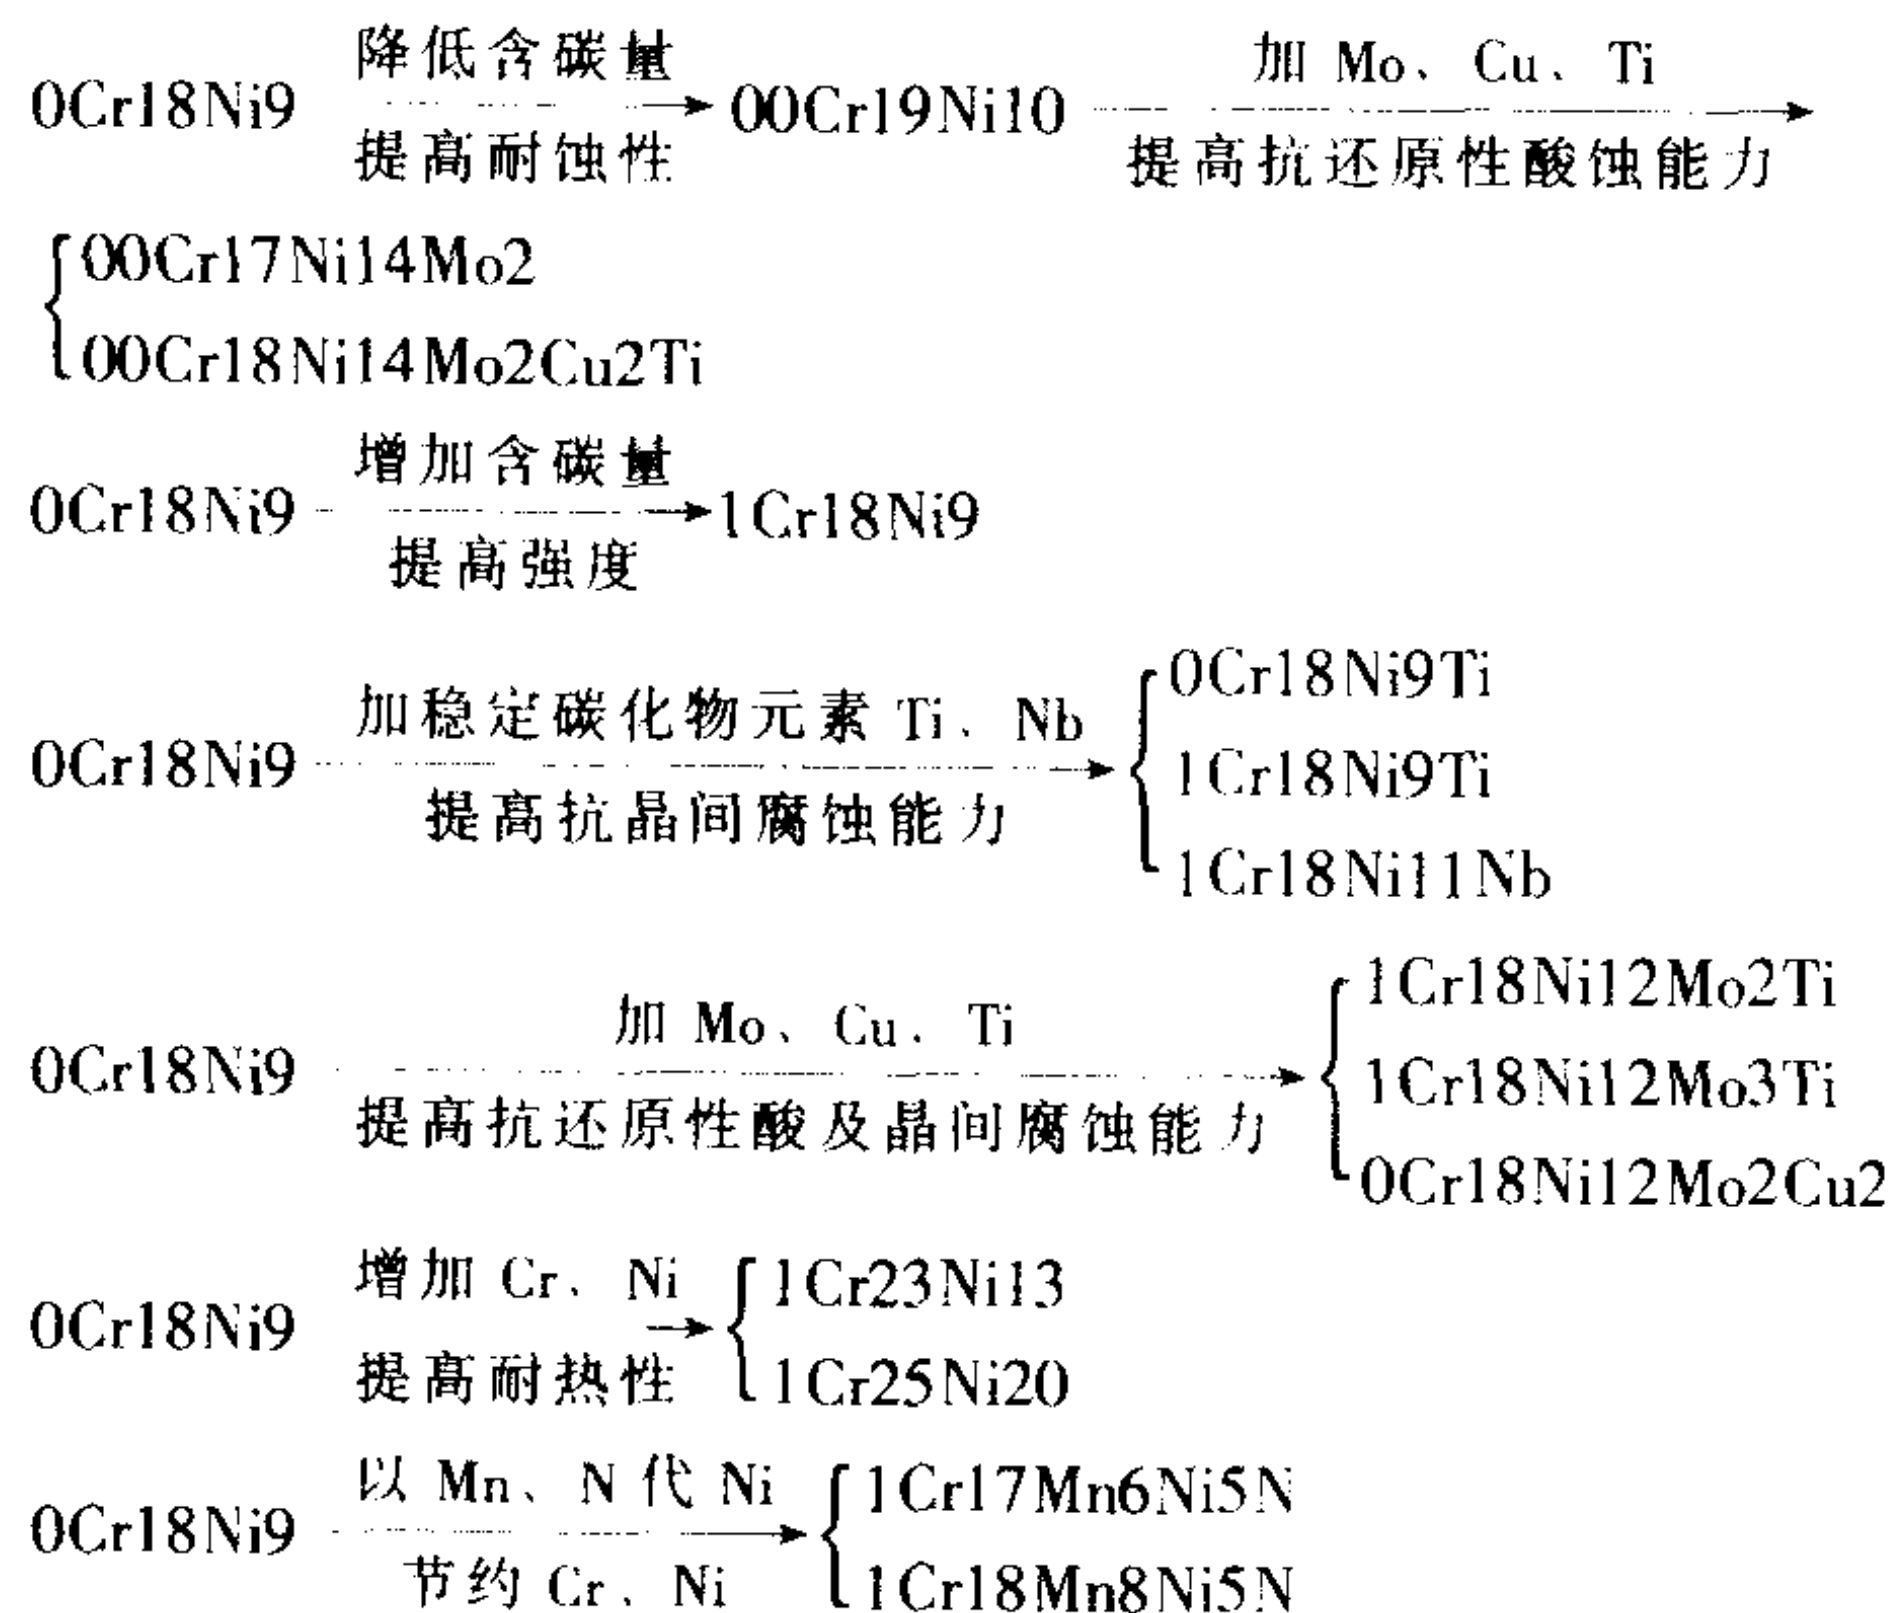 降低含碳量
0Cr18Ni9 → 00Cr19Ni10
提高耐蚀性
加 Mo、Cu、Ti
→
提高抗还原性酸蚀能力
00Cr17Ni14Mo2
00Cr18Ni14Mo2Cu2Ti
增加含碳量
0Cr18Ni9 → 1Cr18Ni9
提高强度
加稳定碳化物元素 Ti、Nb
0Cr18Ni9 →
提高抗晶间腐蚀能力
0Cr18Ni9Ti
1Cr18Ni9Ti
1Cr18Ni11Nb
加 Mo、Cu、Ti
0Cr18Ni9 →
提高抗还原性酸及晶间腐蚀能力
1Cr18Ni12Mo2Ti
1Cr18Ni12Mo3Ti
0Cr18Ni12Mo2Cu2
增加 Cr、Ni
0Cr18Ni9 →
提高耐热性
1Cr23Ni13
1Cr25Ni20
以 Mn、N 代 Ni
0Cr18Ni9 →
节约 Cr、Ni
1Cr17Mn6Ni5N
1Cr18Mn8Ni5N